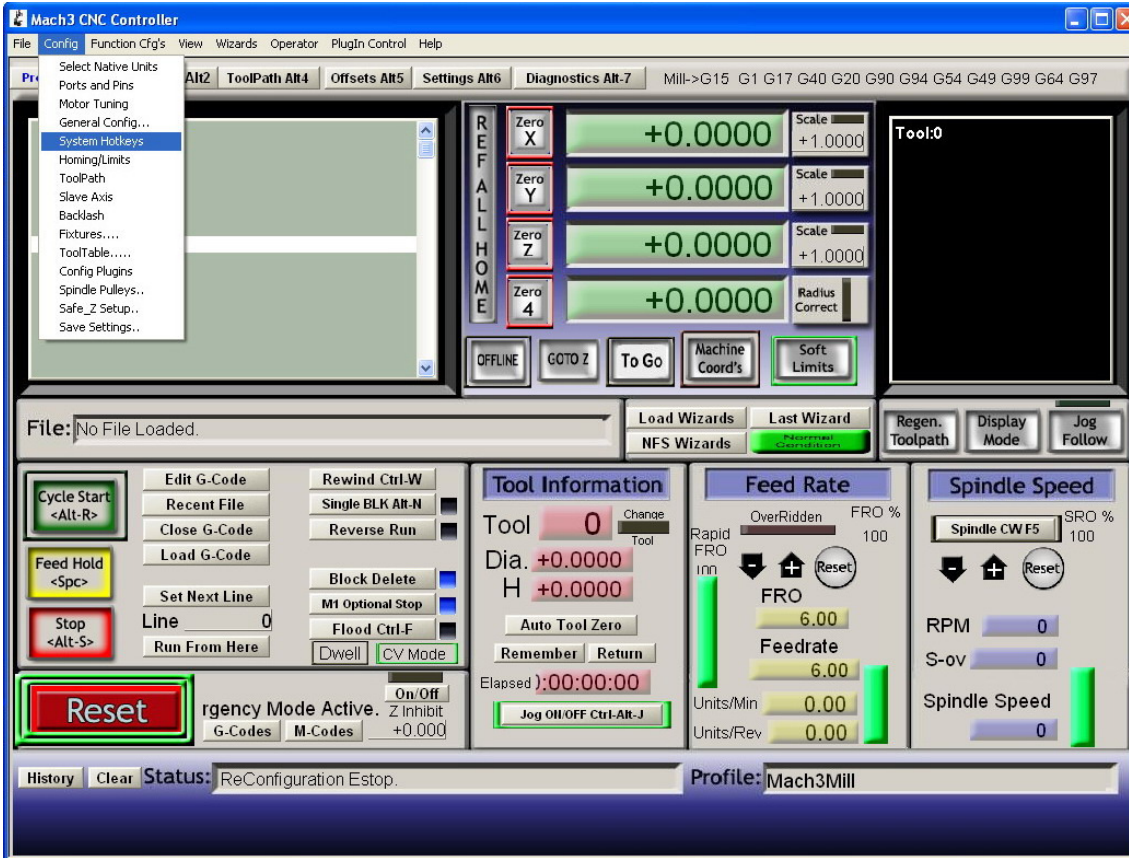 Mach3 CNC Controller
File Config Function Cfg's View Wizards Operator PlugIn Control Help
Select Native Units
Ports and Pins
Motor Tuning
General Config...
System Hotkeys
Homing/Limits
ToolPath
Slave Axis
Backlash
Fixtures....
ToolTable.....
Config Plugins
Spindle Pulleys..
Safe_Z Setup..
Save Settings..
Alt2 ToolPath Alt4 Offsets Alt5 Settings Alt6 Diagnostics Alt-7 Mill->G15 G1 G17 G40 G20 G90 G94 G54 G49 G99 G64 G97
REF ALL HOME
Zero X +0.0000 Scale +1.0000
Zero Y +0.0000 Scale +1.0000
Zero Z +0.0000 Scale +1.0000
Zero 4 +0.0000 Radius Correct
OFFLINE GOTO Z To Go Machine Coord's Soft Limits
Tool:0
File: No File Loaded.
Load Wizards Last Wizard
NFS Wizards Normal Condition
Regen. Toolpath Display Mode Jog Follow
Cycle Start <Alt-R>
Feed Hold <Spc>
Stop <Alt-S>
Edit G-Code
Recent File
Close G-Code
Load G-Code
Set Next Line
Line 0
Run From Here
Rewind Ctrl-W
Single BLK Alt-N
Reverse Run
Block Delete
M1 Optional Stop
Flood Ctrl-F
Dwell CV Mode
Reset
rgency Mode Active.
G-Codes M-Codes
On/Off
Z Inhibit
+0.000
Tool Information
Tool 0 Change Tool
Dia. +0.0000
H +0.0000
Auto Tool Zero
Remember Return
Elapsed ):00:00:00
Jog ON/OFF Ctrl-Alt-J
Feed Rate
OverRidden FRO %
100
Rapid FRO
100
Reset
FRO
6.00
Feedrate
6.00
Units/Min 0.00
Units/Rev 0.00
Spindle Speed
Spindle CW F5 SRO %
100
Reset
RPM 0
S-ov 0
Spindle Speed
0
History Clear Status: ReConfiguration Estop.
Profile: Mach3Mill